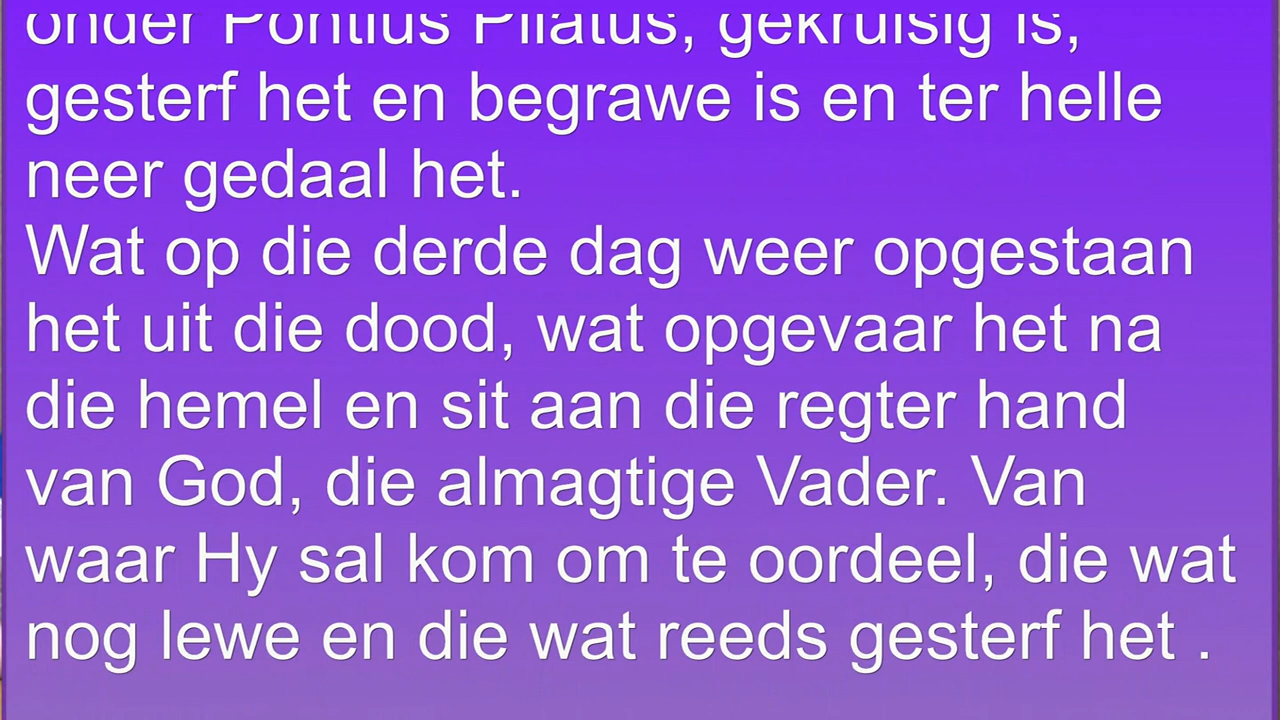 onder Pontius Pilatus, gekruisig is,
gesterf het en begrawe is en ter helle
neer gedaal het.
Wat op die derde dag weer opgestaan
het uit die dood, wat opgevaar het na
die hemel en sit aan die regter hand
van God, die almagtige Vader. Van
waar Hy sal kom om te oordeel, die wat
nog lewe en die wat reeds gesterf het .